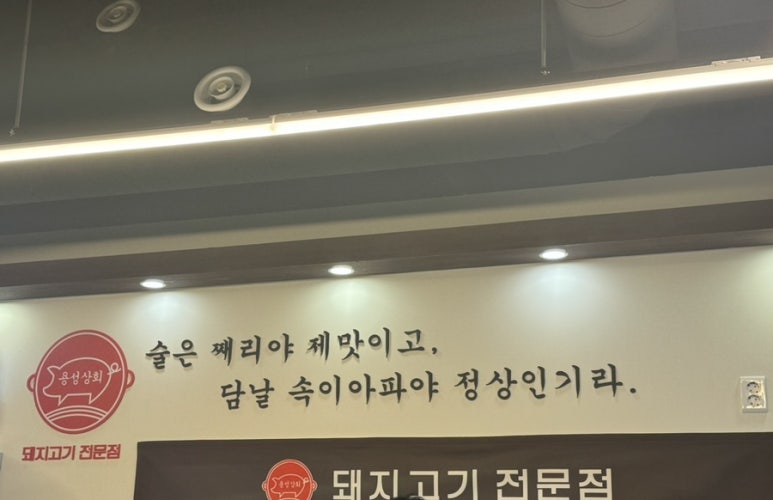 술은 째리야 제맛이고,
담날 속이아파야 정상인기라.
용성상회
돼지고기 전문점
용성상회
돼지고기 전문점